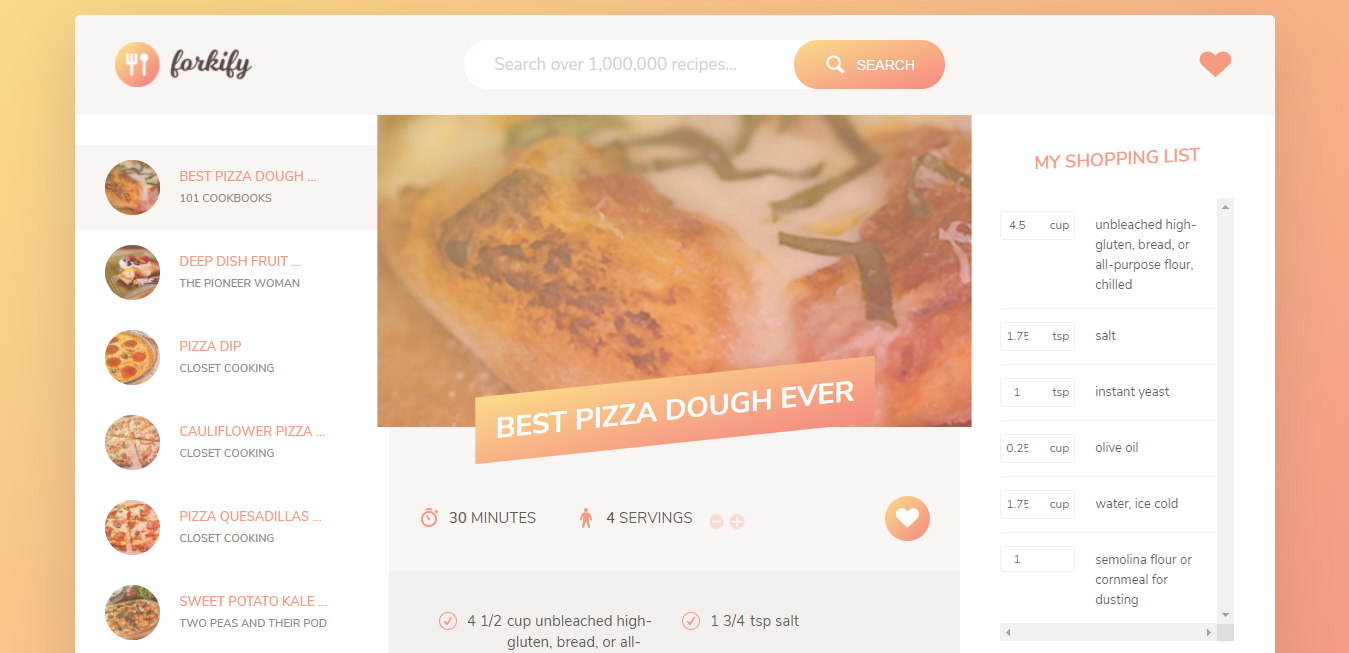 forkify
Search over 1,000,000 recipes...
SEARCH
BEST PIZZA DOUGH ...
101 COOKBOOKS
DEEP DISH FRUIT ...
THE PIONEER WOMAN
PIZZA DIP
CLOSET COOKING
CAULIFLOWER PIZZA ...
CLOSET COOKING
PIZZA QUESADILLAS ...
CLOSET COOKING
SWEET POTATO KALE ...
TWO PEAS AND THEIR POD
BEST PIZZA DOUGH EVER
30 MINUTES
4 SERVINGS
4 1/2 cup unbleached high-
gluten, bread, or all-
1 3/4 tsp salt
MY SHOPPING LIST
4.5 cup unbleached high-
gluten, bread, or
all-purpose flour,
chilled
1.75 tsp salt
1 tsp instant yeast
0.25 cup olive oil
1.75 cup water, ice cold
1 semolina flour or
cornmeal for
dusting